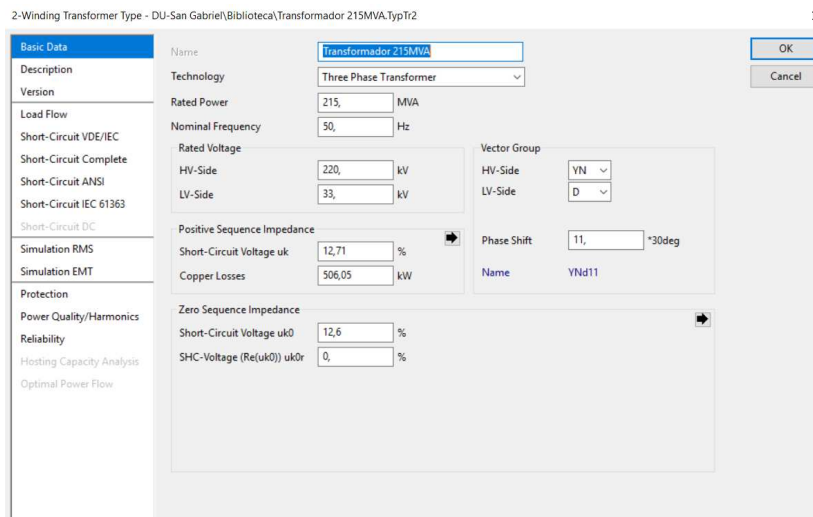 2-Winding Transformer Type - DU-San Gabriel\Biblioteca\Transformador 215MVA.TypTr2
Basic Data
Description
Version
Load Flow
Short-Circuit VDE/IEC
Short-Circuit Complete
Short-Circuit ANSI
Short-Circuit IEC 61363
Short-Circuit DC
Simulation RMS
Simulation EMT
Protection
Power Quality/Harmonics
Reliability
Hosting Capacity Analysis
Optimal Power Flow
Name Transformador 215MVA
Technology Three Phase Transformer
Rated Power 215, MVA
Nominal Frequency 50, Hz
Rated Voltage
HV-Side 220, kV
LV-Side 33, kV
Vector Group
HV-Side YN
LV-Side D
Phase Shift 11, *30deg
Name YNd11
Positive Sequence Impedance
Short-Circuit Voltage uk 12,71 %
Copper Losses 506,05 kW
Zero Sequence Impedance
Short-Circuit Voltage uk0 12,6 %
SHC-Voltage (Re(uk0)) uk0r 0, %
OK
Cancel